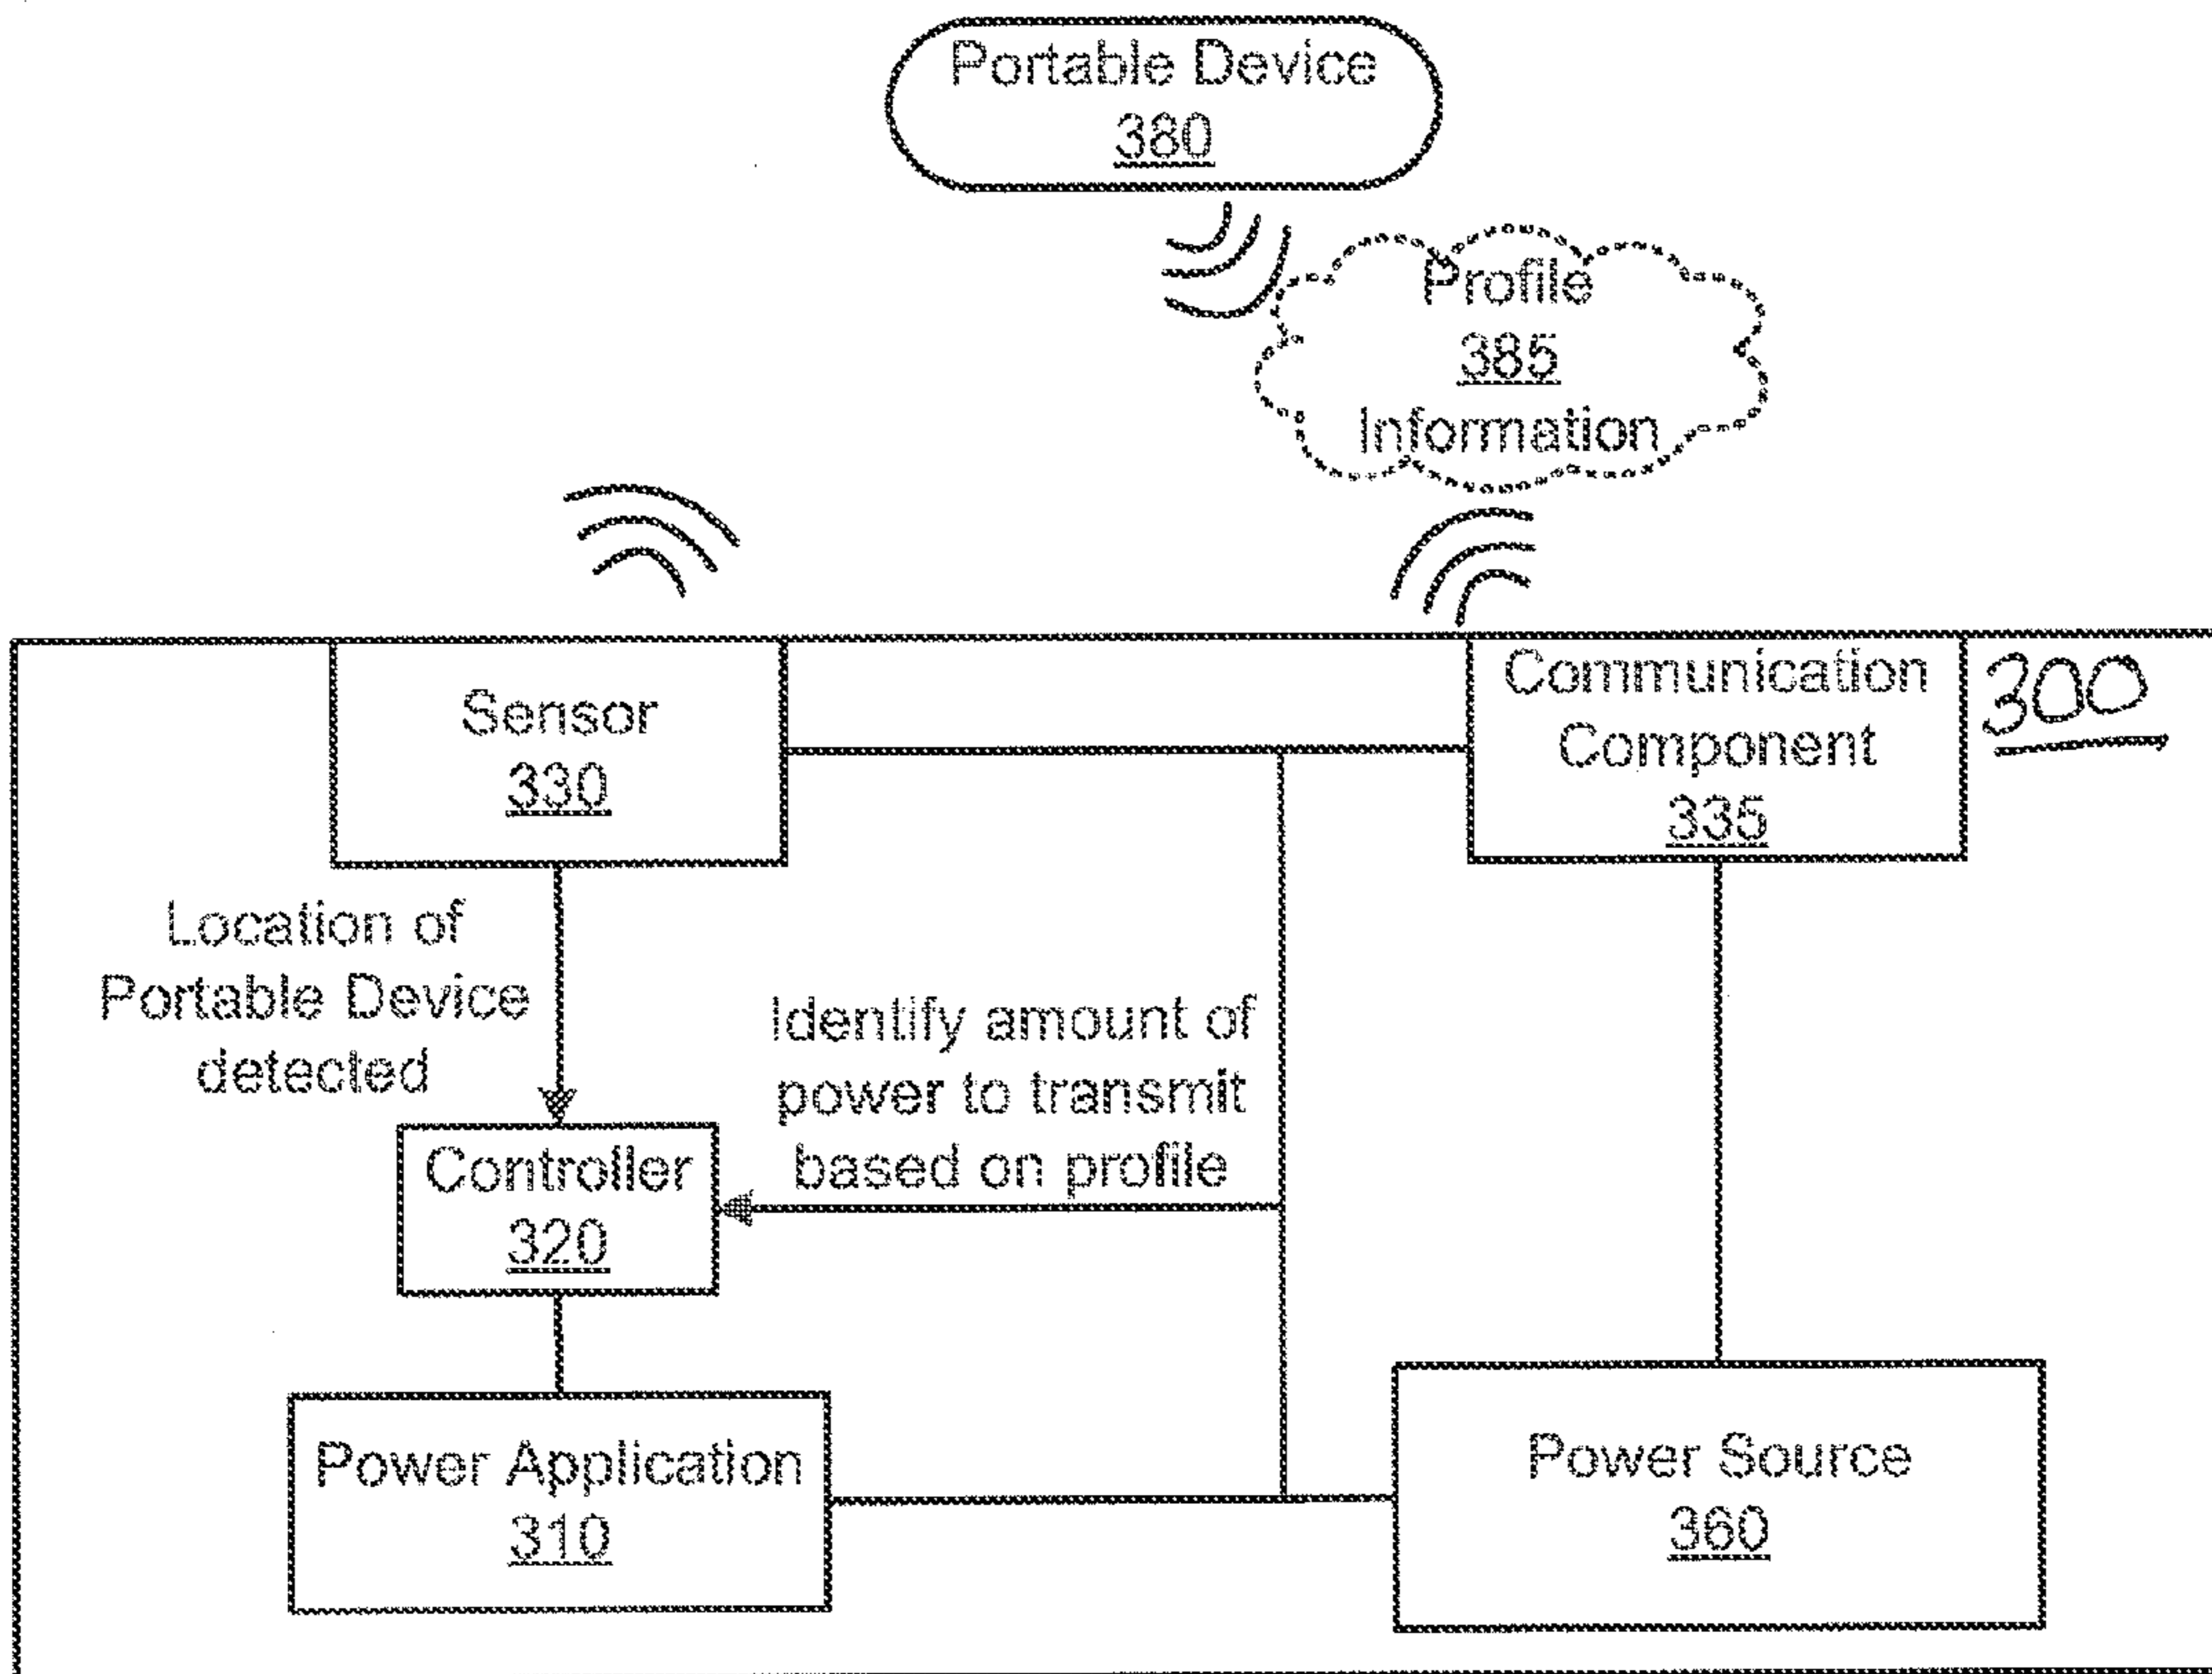 Portable Device
380
Profile
385
Information
Sensor
330
Communication
Component
335
300
Location of
Portable Device
detected
Identify amount of
power to transmit
based on profile
Controller
320
Power Application
310
Power Source
360